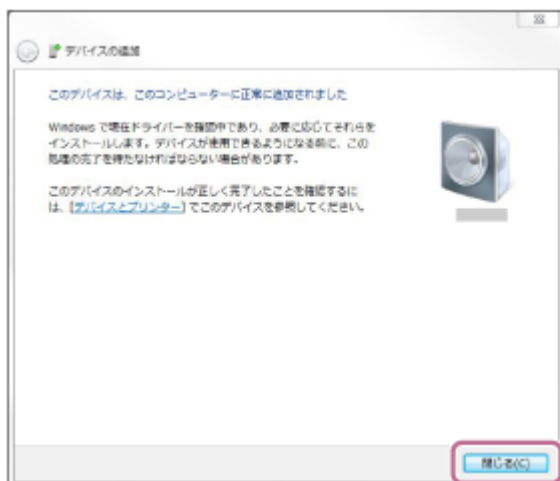 デバイスの追加
このデバイスは、このコンピューターに正常に追加されました
Windows で現在ドライバーを確認中であり、必要に応じてそれらを
インストールします。デバイスが使用できるようになる前に、この
処理の完了を待たなければならない場合があります。
このデバイスのインストールが正しく完了したことを確認するに
は、[デバイスとプリンター] でこのデバイスを参照してください。
閉じる(C)